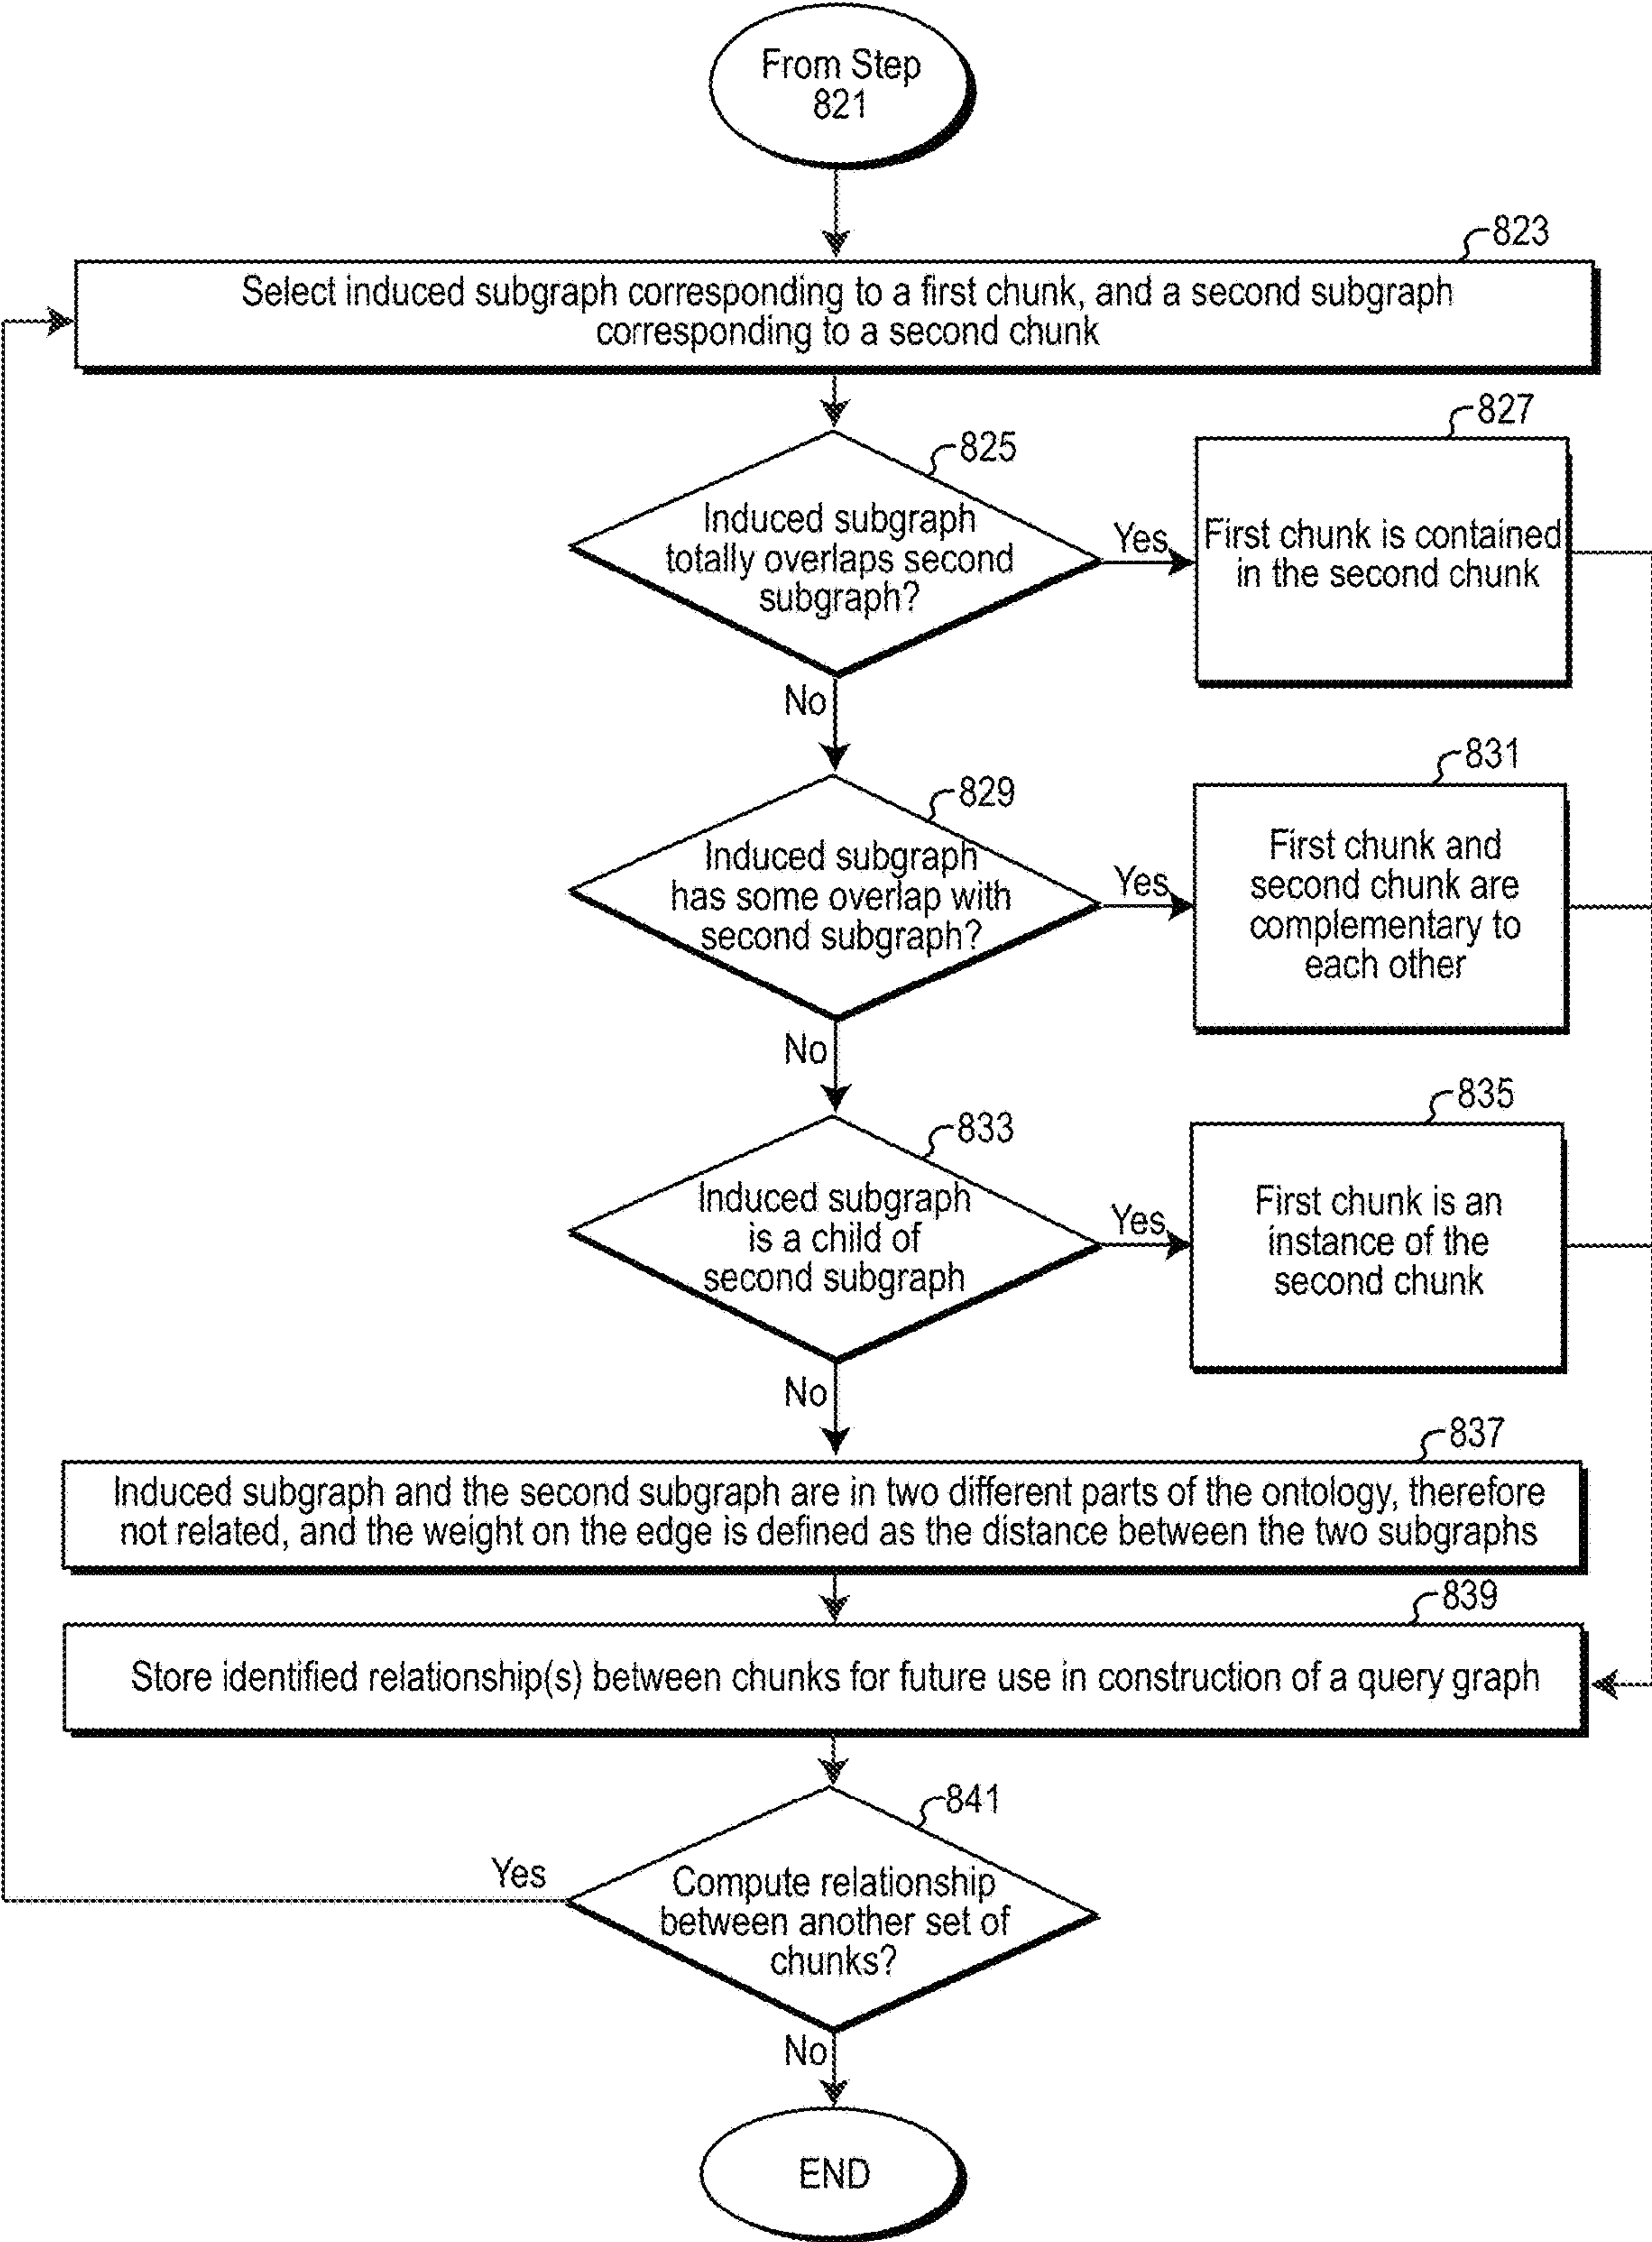 From Step
821
823
Select induced subgraph corresponding to a first chunk, and a second subgraph
corresponding to a second chunk
825
827
Induced subgraph
totally overlaps second
subgraph?
Yes
First chunk is contained
in the second chunk
No
829
831
Induced subgraph
has some overlap with
second subgraph?
Yes
First chunk and
second chunk are
complementary to
each other
No
833
835
Induced subgraph
is a child of
second subgraph
Yes
First chunk is an
instance of the
second chunk
No
837
Induced subgraph and the second subgraph are in two different parts of the ontology, therefore
not related, and the weight on the edge is defined as the distance between the two subgraphs
839
Store identified relationship(s) between chunks for future use in construction of a query graph
841
Yes
Compute relationship
between another set of
chunks?
No
END